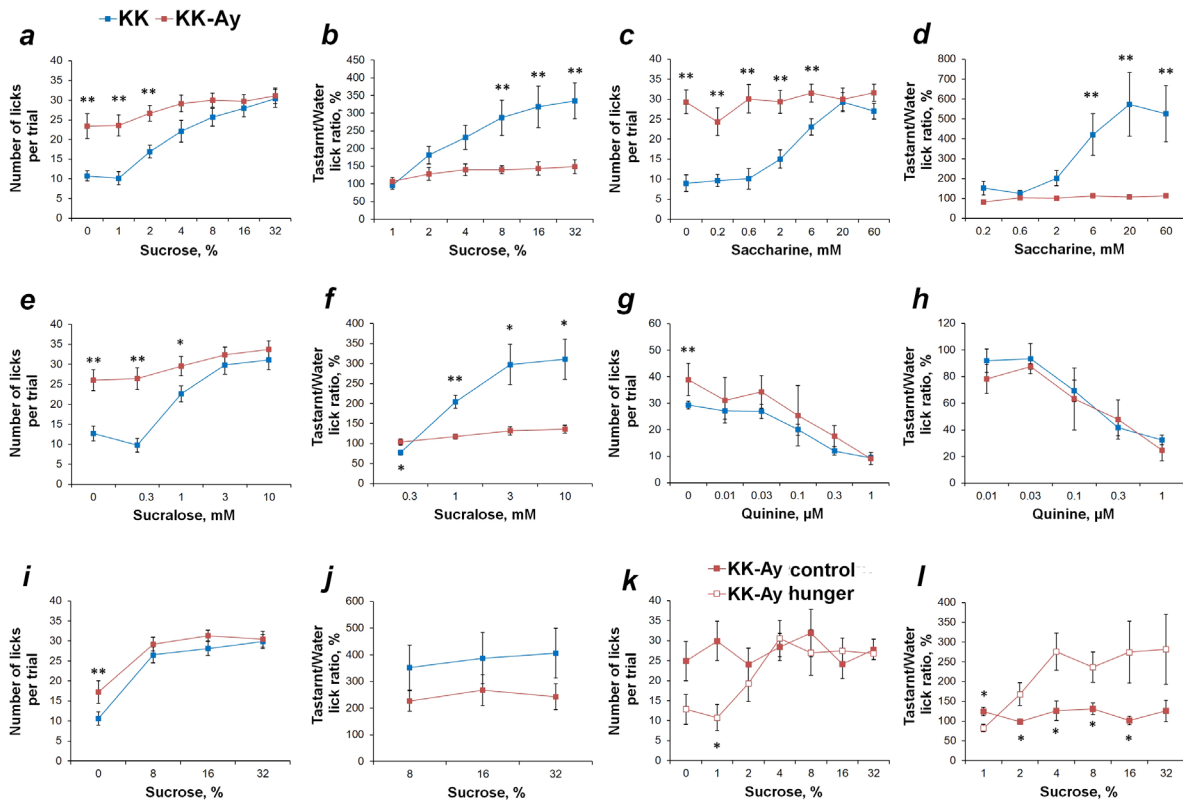 KK KK-Ay
a
Number of licks
per trial
40
35
30
25
20
15
10
5
0
** ** **
0 1 2 4 8 16 32
Sucrose, %
b
Tastarnt/Water
lick ratio, %
450
400
350
300
250
200
150
100
50
0
** ** **
1 2 4 8 16 32
Sucrose, %
c
Number of licks
per trial
40
35
30
25
20
15
10
5
0
** ** ** ** **
0 0.2 0.6 2 6 20 60
Saccharine, mM
d
Tastarnt/Water
lick ratio, %
800
700
600
500
400
300
200
100
0
** ** **
0.2 0.6 2 6 20 60
Saccharine, mM
e
Number of licks
per trial
40
35
30
25
20
15
10
5
0
** ** *
0 0.3 1 3 10
Sucralose, mM
f
Tastarnt/Water
lick ratio, %
400
350
300
250
200
150
100
50
0
* ** * *
0.3 1 3 10
Sucralose, mM
g
Number of licks
per trial
60
50
40
30
20
10
0
**
0 0.01 0.03 0.1 0.3 1
Quinine, µM
h
Tastarnt/Water
lick ratio, %
120
100
80
60
40
20
0
0.01 0.03 0.1 0.3 1
Quinine, µM
i
Number of licks
per trial
40
35
30
25
20
15
10
5
0
**
0 8 16 32
Sucrose, %
j
Tastarnt/Water
lick ratio, %
600
500
400
300
200
100
0
8 16 32
Sucrose, %
k
KK-Ay control
KK-Ay hunger
Number of licks
per trial
40
35
30
25
20
15
10
5
0
*
0 1 2 4 8 16 32
Sucrose, %
l
Tastarnt/Water
lick ratio, %
400
350
300
250
200
150
100
50
0
* * * * *
1 2 4 8 16 32
Sucrose, %